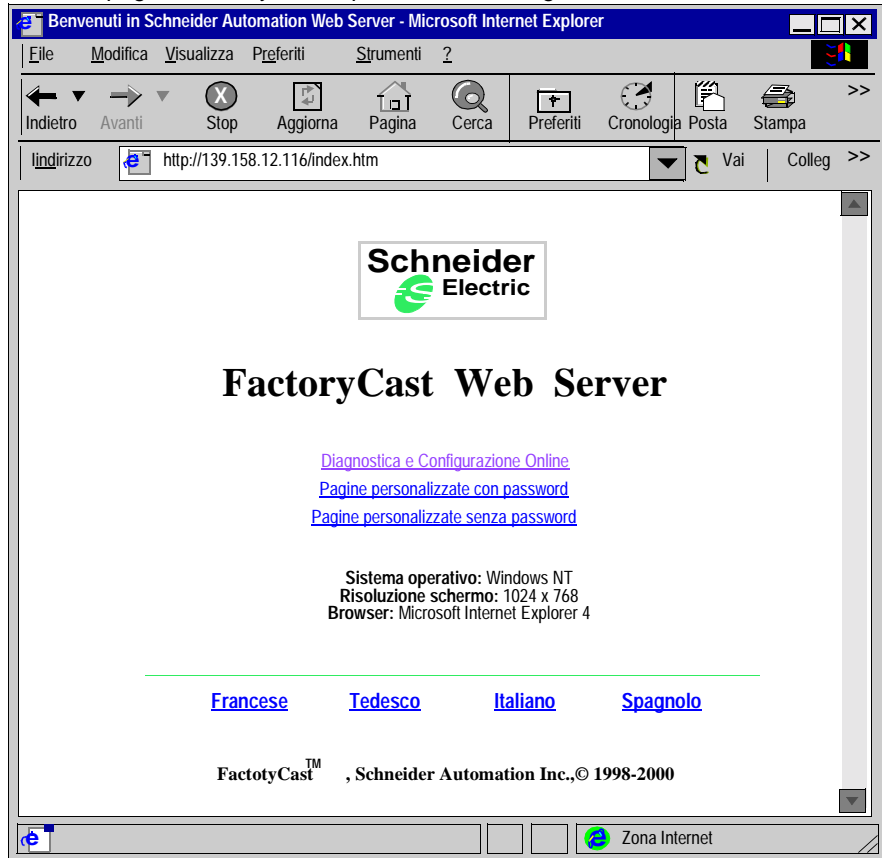 Benvenuti in Schneider Automation Web Server - Microsoft Internet Explorer
File Modifica Visualizza Preferiti Strumenti ?
Indietro Avanti Stop Aggiorna Pagina Cerca Preferiti Cronologia Posta Stampa >>
Iindirizzo http://139.158.12.116/index.htm Vai Colleg >>
Schneider
Electric
FactoryCast Web Server
Diagnostica e Configurazione Online
Pagine personalizzate con password
Pagine personalizzate senza password
Sistema operativo: Windows NT
Risoluzione schermo: 1024 x 768
Browser: Microsoft Internet Explorer 4
Francese Tedesco Italiano Spagnolo
FactotyCast™ , Schneider Automation Inc.,© 1998-2000
Zona Internet